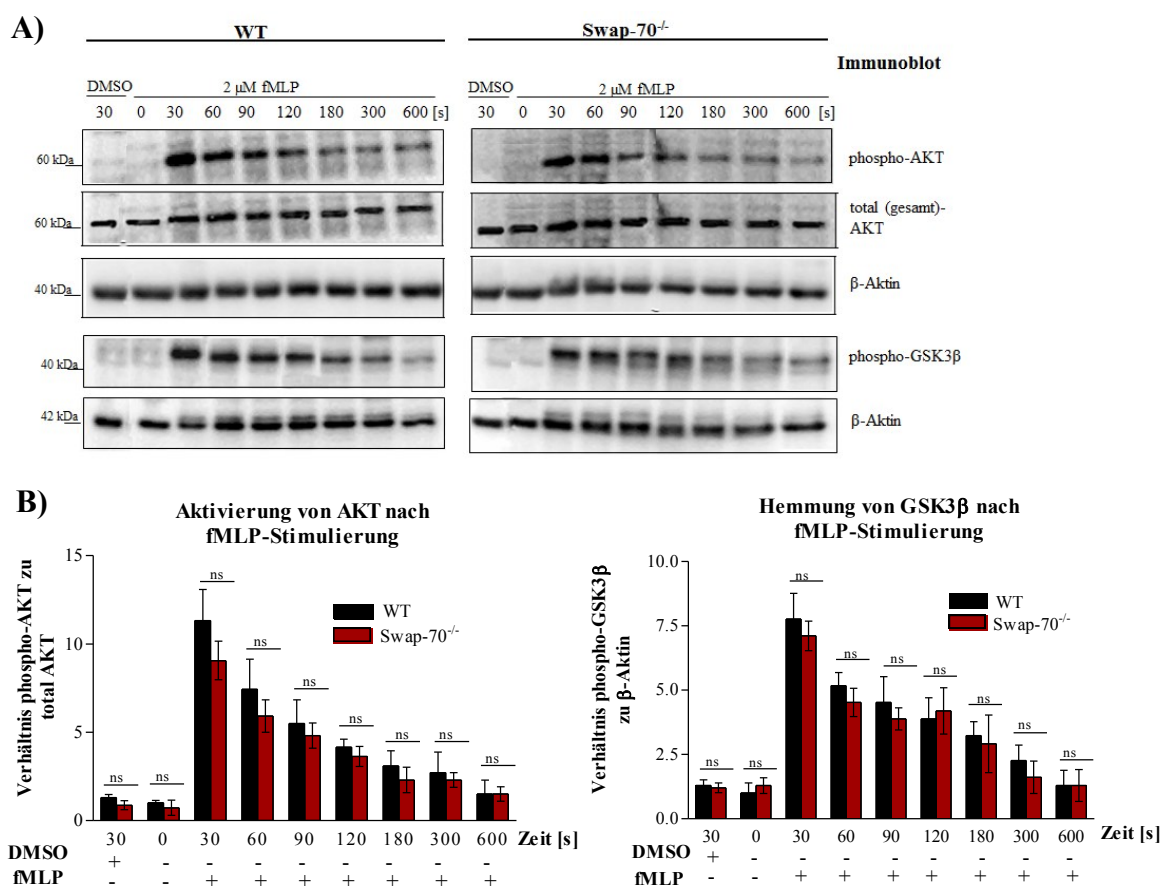 A)
WT
Swap-70-/-
Immunoblot
DMSO 2 µM fMLP
30 0 30 60 90 120 180 300 600 [s]
DMSO 2 µM fMLP
30 0 30 60 90 120 180 300 600 [s]
60 kDa
phospho-AKT
60 kDa
total (gesamt)-
AKT
40 kDa
β-Aktin
40 kDa
phospho-GSK3β
42 kDa
β-Aktin
B)
Aktivierung von AKT nach
fMLP-Stimulierung
Verhältnis phospho-AKT zu
total AKT
15
10
5
0
ns ns ns ns ns ns ns ns ns
WT
Swap-70-/-
30 0 30 60 90 120 180 300 600 Zeit [s]
DMSO + - - - - - - - -
fMLP - - + + + + + + +
Hemmung von GSK3β nach
fMLP-Stimulierung
Verhältnis phospho-GSK3β
zu β-Aktin
10.0
7.5
5.0
2.5
0
ns ns ns ns ns ns ns ns ns
WT
Swap-70-/-
30 0 30 60 90 120 180 300 600 Zeit [s]
DMSO + - - - - - - - -
fMLP - - + + + + + + +